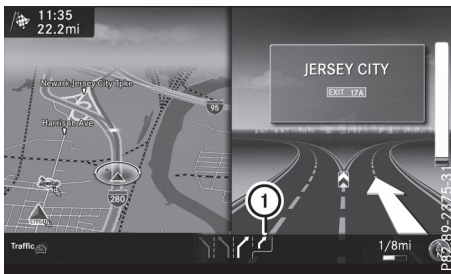 11:35
22.2mi
Newark-Jersey City Tpke
Harrison Ave
95
280
JERSEY CITY
EXIT 17A
1
Traffic
1/8mi
P82.89-2375-31